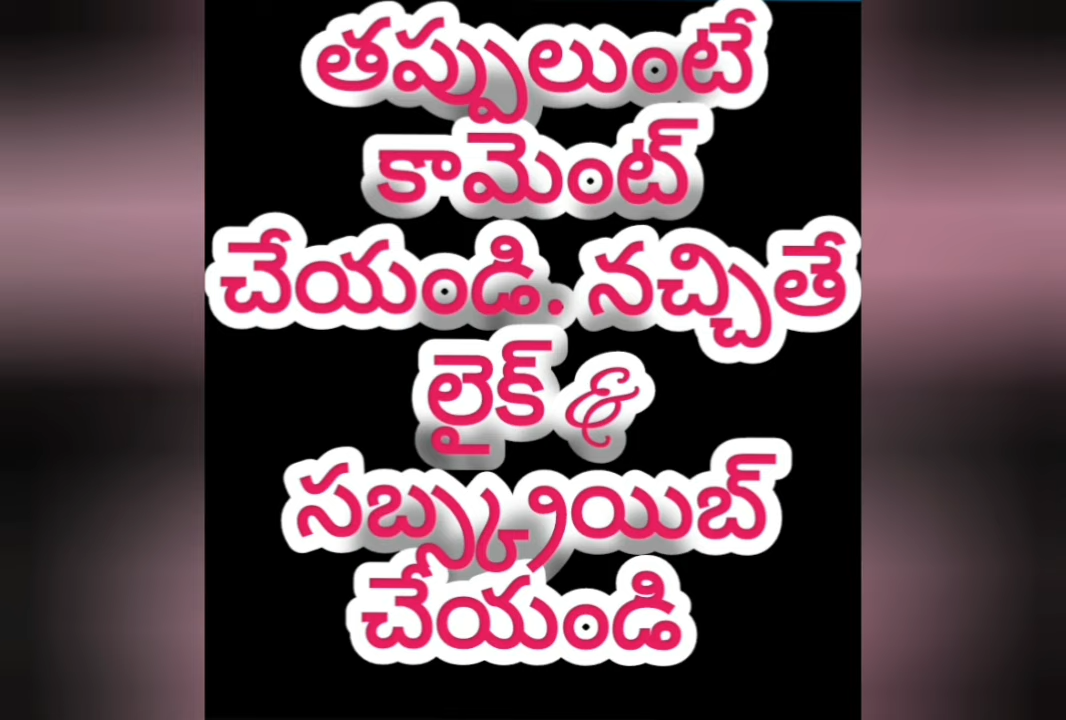 తప్పులుంటే
కామెంట్
చేయండి. నచ్చితే
లైక్ &
సబ్స్క్రయిబ్
చేయండి